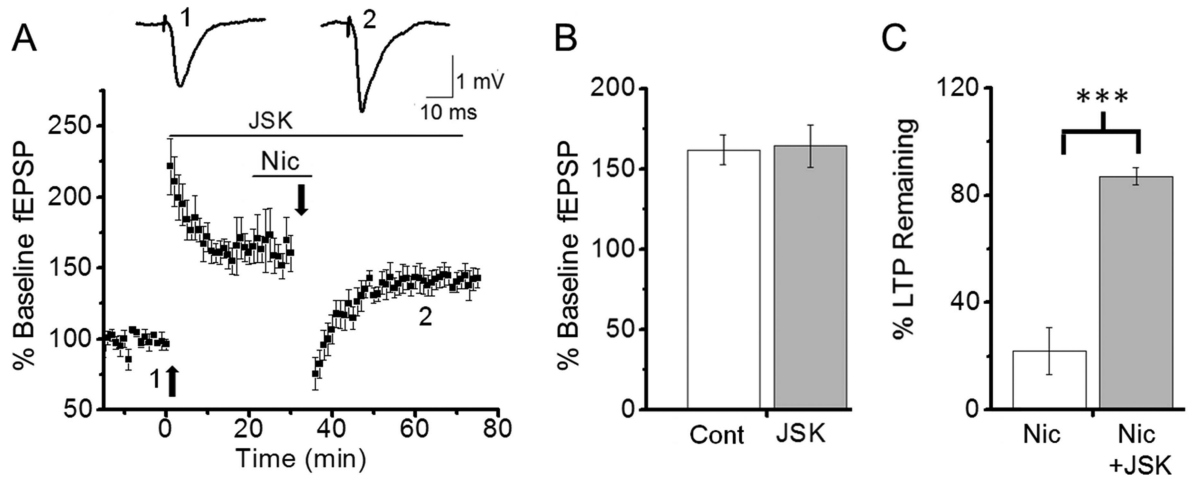 A
1
2
1 mV
10 ms
% Baseline fEPSP
250
200
150
100
50
JSK
Nic
1
2
0
20
40
60
80
Time (min)
B
% Baseline fEPSP
200
150
100
50
0
Cont
JSK
C
% LTP Remaining
120
80
40
0
***
Nic
Nic
+JSK